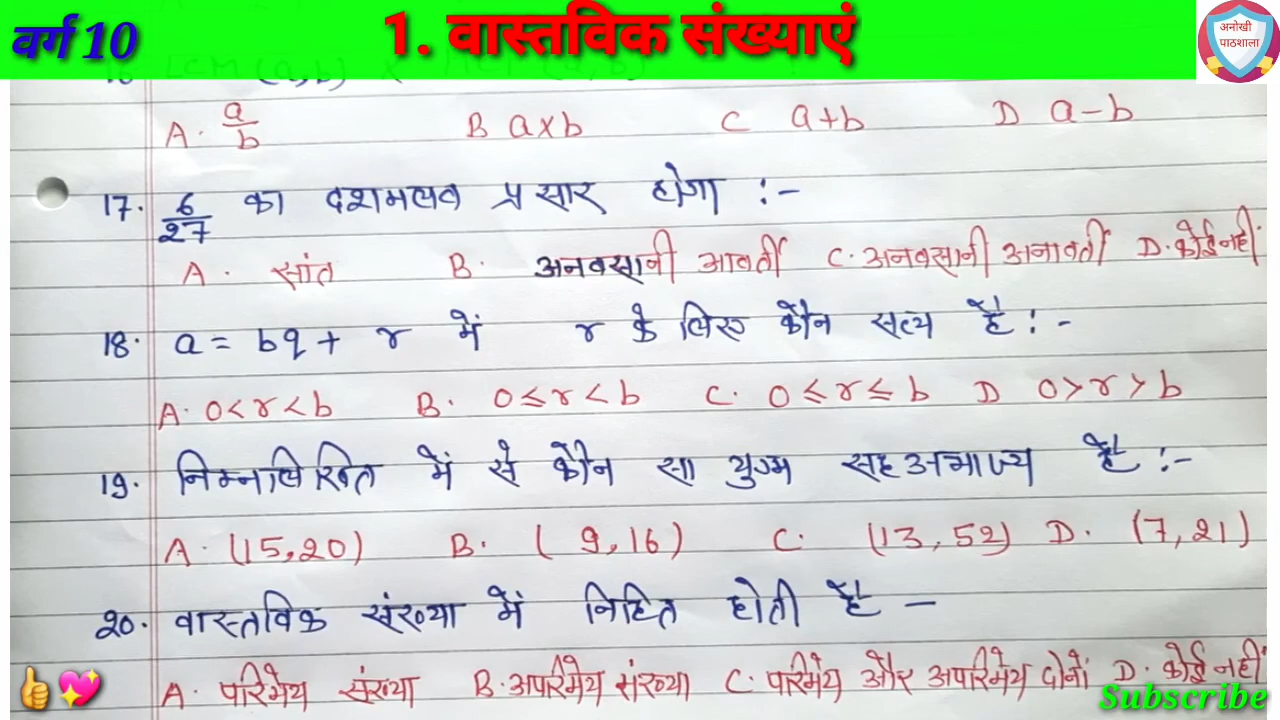 वर्ग 10
1. वास्तविक संख्याएं
अनोखी
पाठशाला
A. a/b B a×b C a+b D a-b
17. 6/27 का दशमलव प्रसार होगा :-
A. सांत B. अनवसानी आवर्ती C. अनवसानी अनावर्ती D. कोई नहीं
18. a = bq + r में r के लिए कौन सत्य है :-
A. 0<r<b B. 0≤r<b C. 0≤r≤b D 0>r>b
19. निम्नलिखित में से कौन सा युग्म सहअभाज्य है :-
A. (15,20) B. (9,16) C. (13,52) D. (7,21)
20. वास्तविक संख्या में निहित होती है -
A. परिमेय संख्या B. अपरिमेय संख्या C. परिमेय और अपरिमेय दोनों D. कोई नहीं
Subscribe